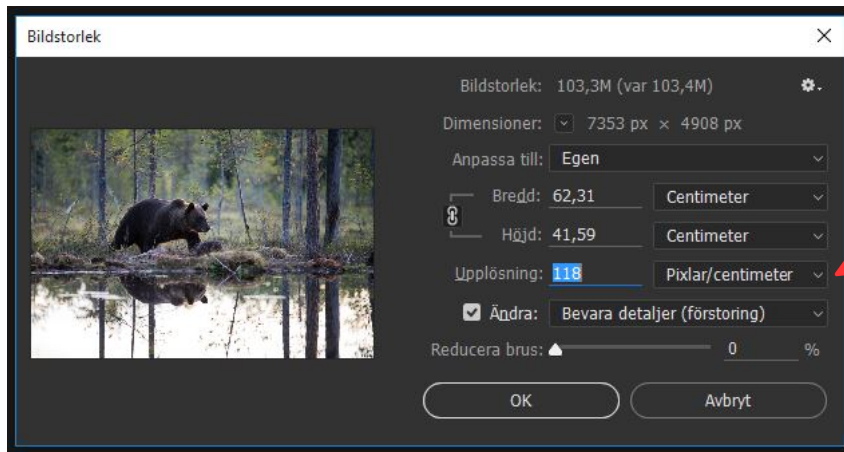 Bildstorlek
Bildstorlek: 103,3M (var 103,4M)
Dimensioner: 7353 px × 4908 px
Anpassa till: Egen
Bredd: 62,31 Centimeter
Höjd: 41,59 Centimeter
Upplösning: 118 Pixlar/centimeter
Ändra: Bevara detaljer (förstoring)
Reducera brus: 0 %
OK Avbryt